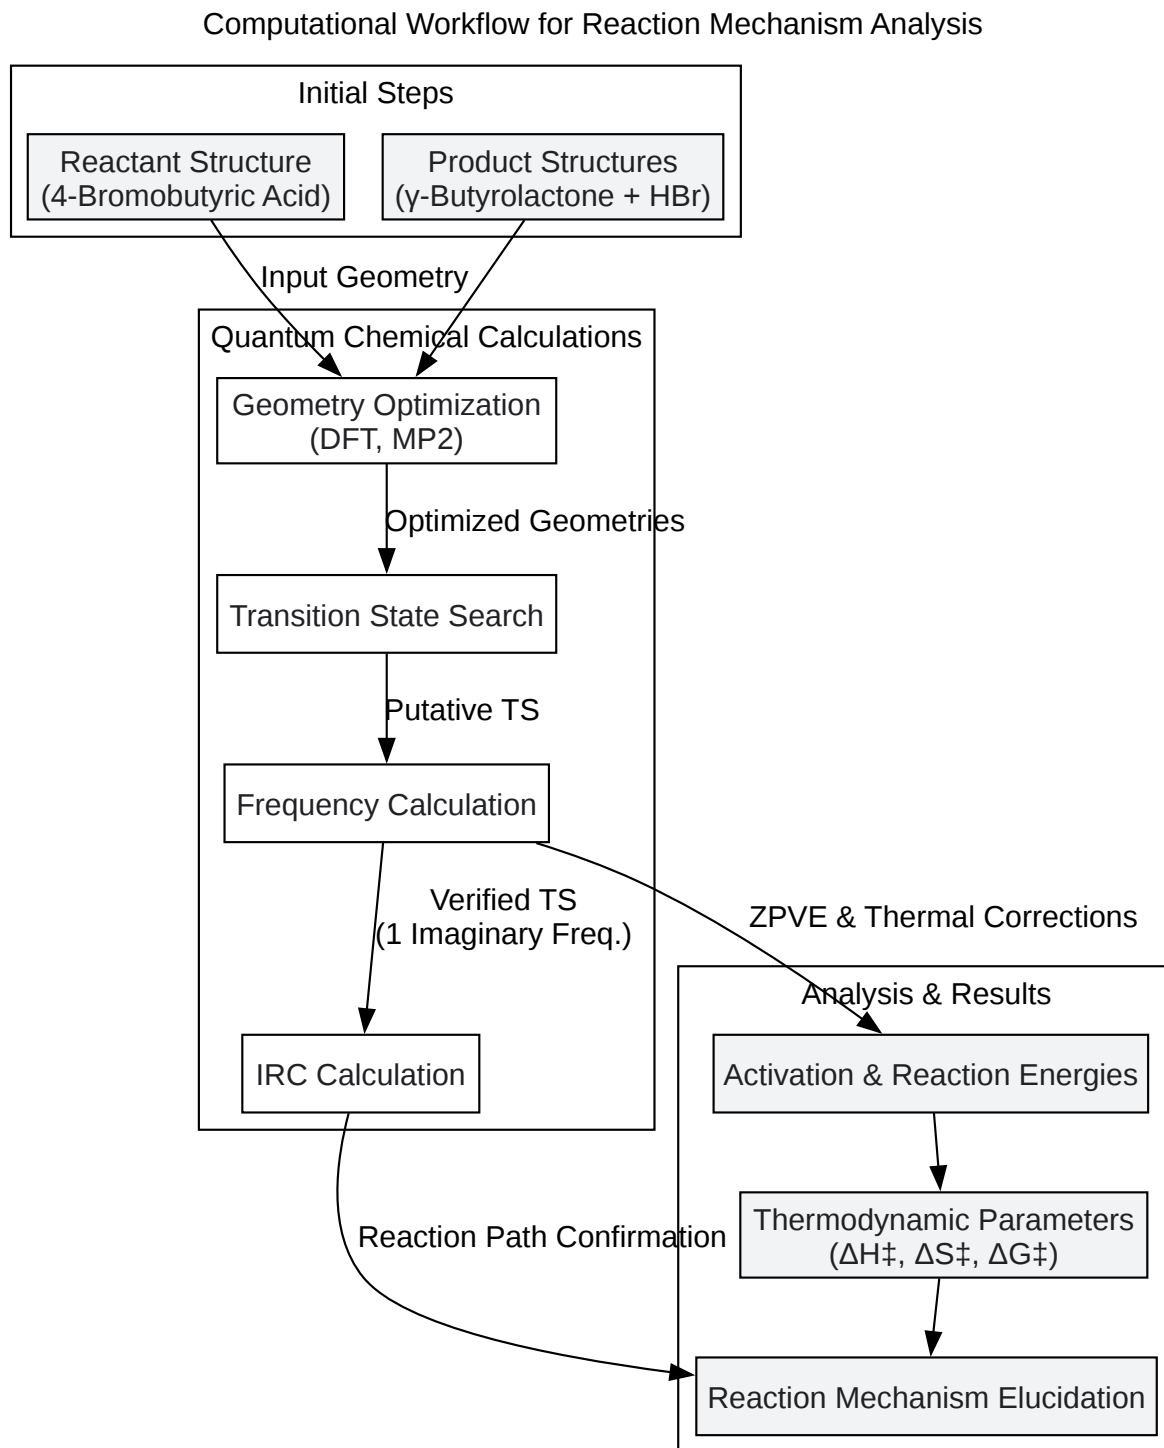 Computational Workflow for Reaction Mechanism Analysis
Initial Steps
Reactant Structure
(4-Bromobutyric Acid)
Product Structures
(γ-Butyrolactone + HBr)
Input Geometry
Quantum Chemical Calculations
Geometry Optimization
(DFT, MP2)
Optimized Geometries
Transition State Search
Putative TS
Frequency Calculation
Verified TS
(1 Imaginary Freq.)
ZPVE & Thermal Corrections
Analysis & Results
IRC Calculation
Activation & Reaction Energies
Thermodynamic Parameters
(ΔH‡, ΔS‡, ΔG‡)
Reaction Path Confirmation
Reaction Mechanism Elucidation